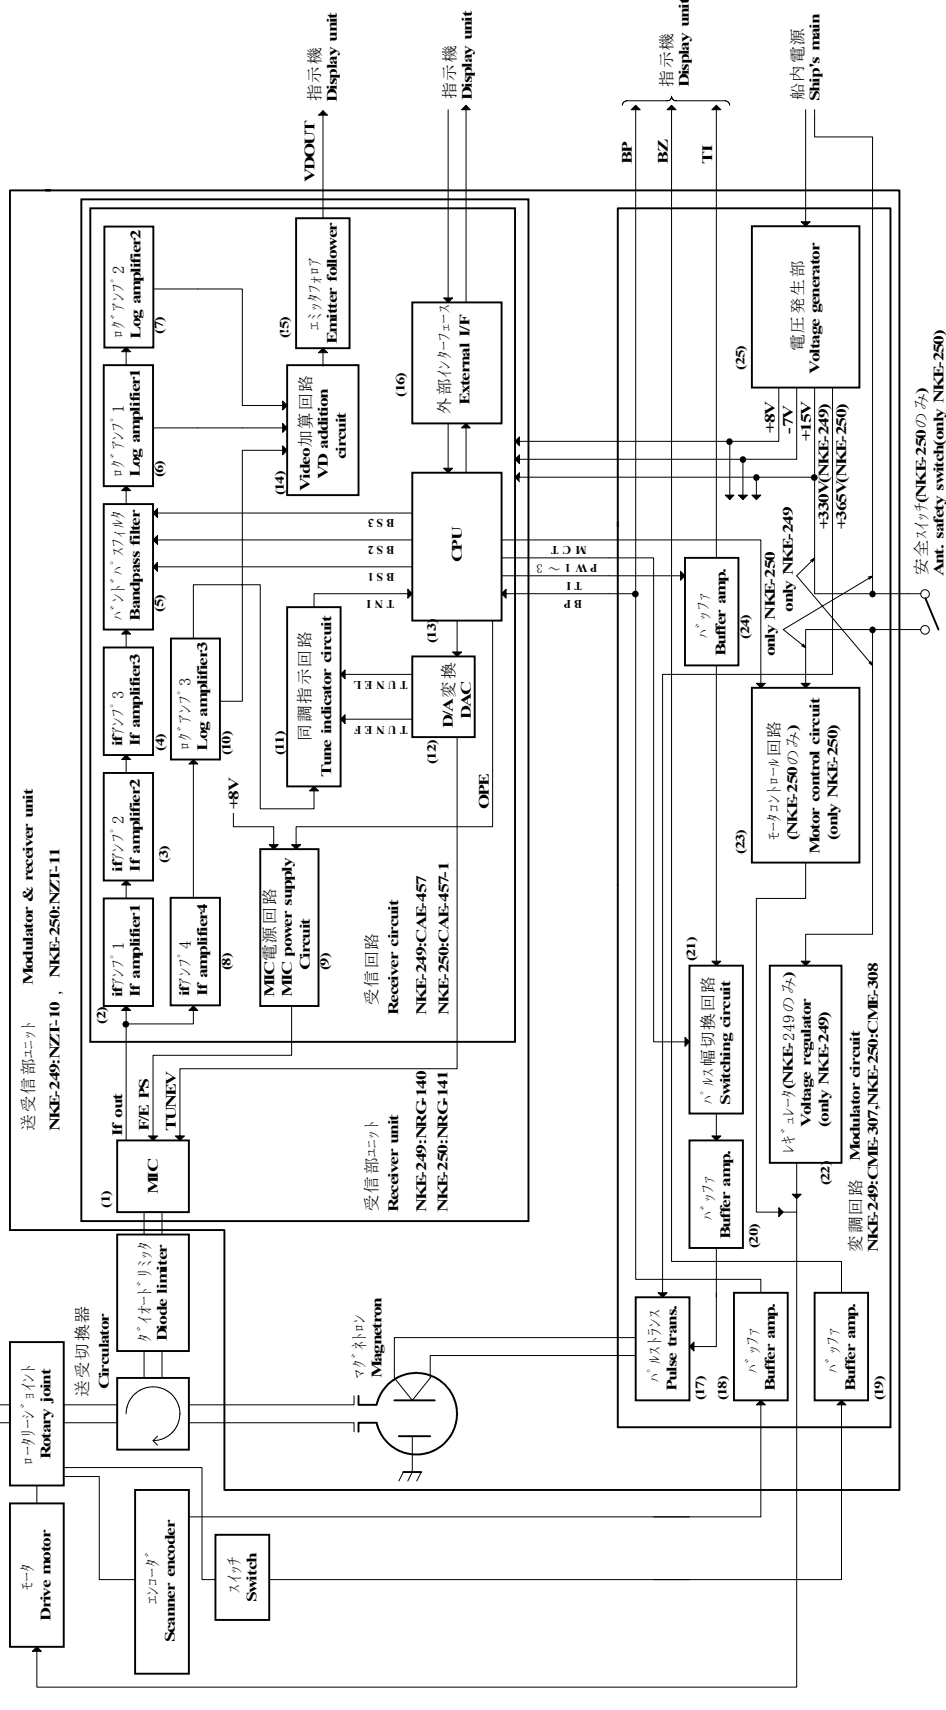 モータ
Drive motor
ロータリージョイント
Rotary joint
エンコーダ
Scanner encoder
スイッチ
Switch
送受切換器
Circulator
ダイオードリミッタ
Diode limiter
マグネトロン
Magnetron
送受信部ユニット Modulator & receiver unit
NKE-249:NZT-10 , NKE-250:NZT-11
(1)
MIC
If out
F/E PS
TUNEV
受信部ユニット
Receiver unit
NKE-249:NRG-140
NKE-250:NRG-141
(2)
ifアンプ1
If amplifier1
(3)
ifアンプ2
If amplifier2
(4)
ifアンプ3
If amplifier3
(5)
バンドパスフィルタ
Bandpass filter
(6)
ログアンプ1
Log amplifier1
(7)
ログアンプ2
Log amplifier2
(8)
ifアンプ4
If amplifier4
(10)
ログアンプ3
Log amplifier3
+8V
(9)
MIC電源回路
MIC power supply
Circuit
(11)
同調指示回路
Tune indicator circuit
(14)
Video加算回路
VD addition
circuit
(!5)
エミッタフォロア
Emitter follower
VDOUT
指示機
Display unit
受信回路
Receiver circuit
NKE-249:CAE-457
NKE-250:CAE-457-1
OPE
(12)
D/A変換
DAC
TUNEF
TUNEL
(13)
CPU
TNI
BS1
BS2
BS3
(16)
外部インターフェース
External I/F
指示機
Display unit
BP
TI
PW1～3
MCT
BP
BZ
TI
指示機
Display unit
船内電源
Ship's main
(17)
パルストランス
Pulse trans.
(18)
バッファ
Buffer amp.
(19)
バッファ
Buffer amp.
(20)
バッファ
Buffer amp.
(21)
パルス幅切換回路
Switching circuit
(22)
レギュレータ(NKE-249のみ)
Voltage regulator
(only NKE-249)
(23)
モータコントロール回路
(NKE-250のみ)
Motor control circuit
(only NKE-250)
(24)
バッファ
Buffer amp.
only NKE-250
only NKE-249
(25)
電圧発生部
Voltage generator
+8V
-7V
+15V
+330V(NKE-249)
+365V(NKE-250)
変調回路 Modulator circuit
NKE-249:CME-307,NKE-250:CME-308
安全スイッチ(NKE-250のみ)
Ant. safety switch(only NKE-250)